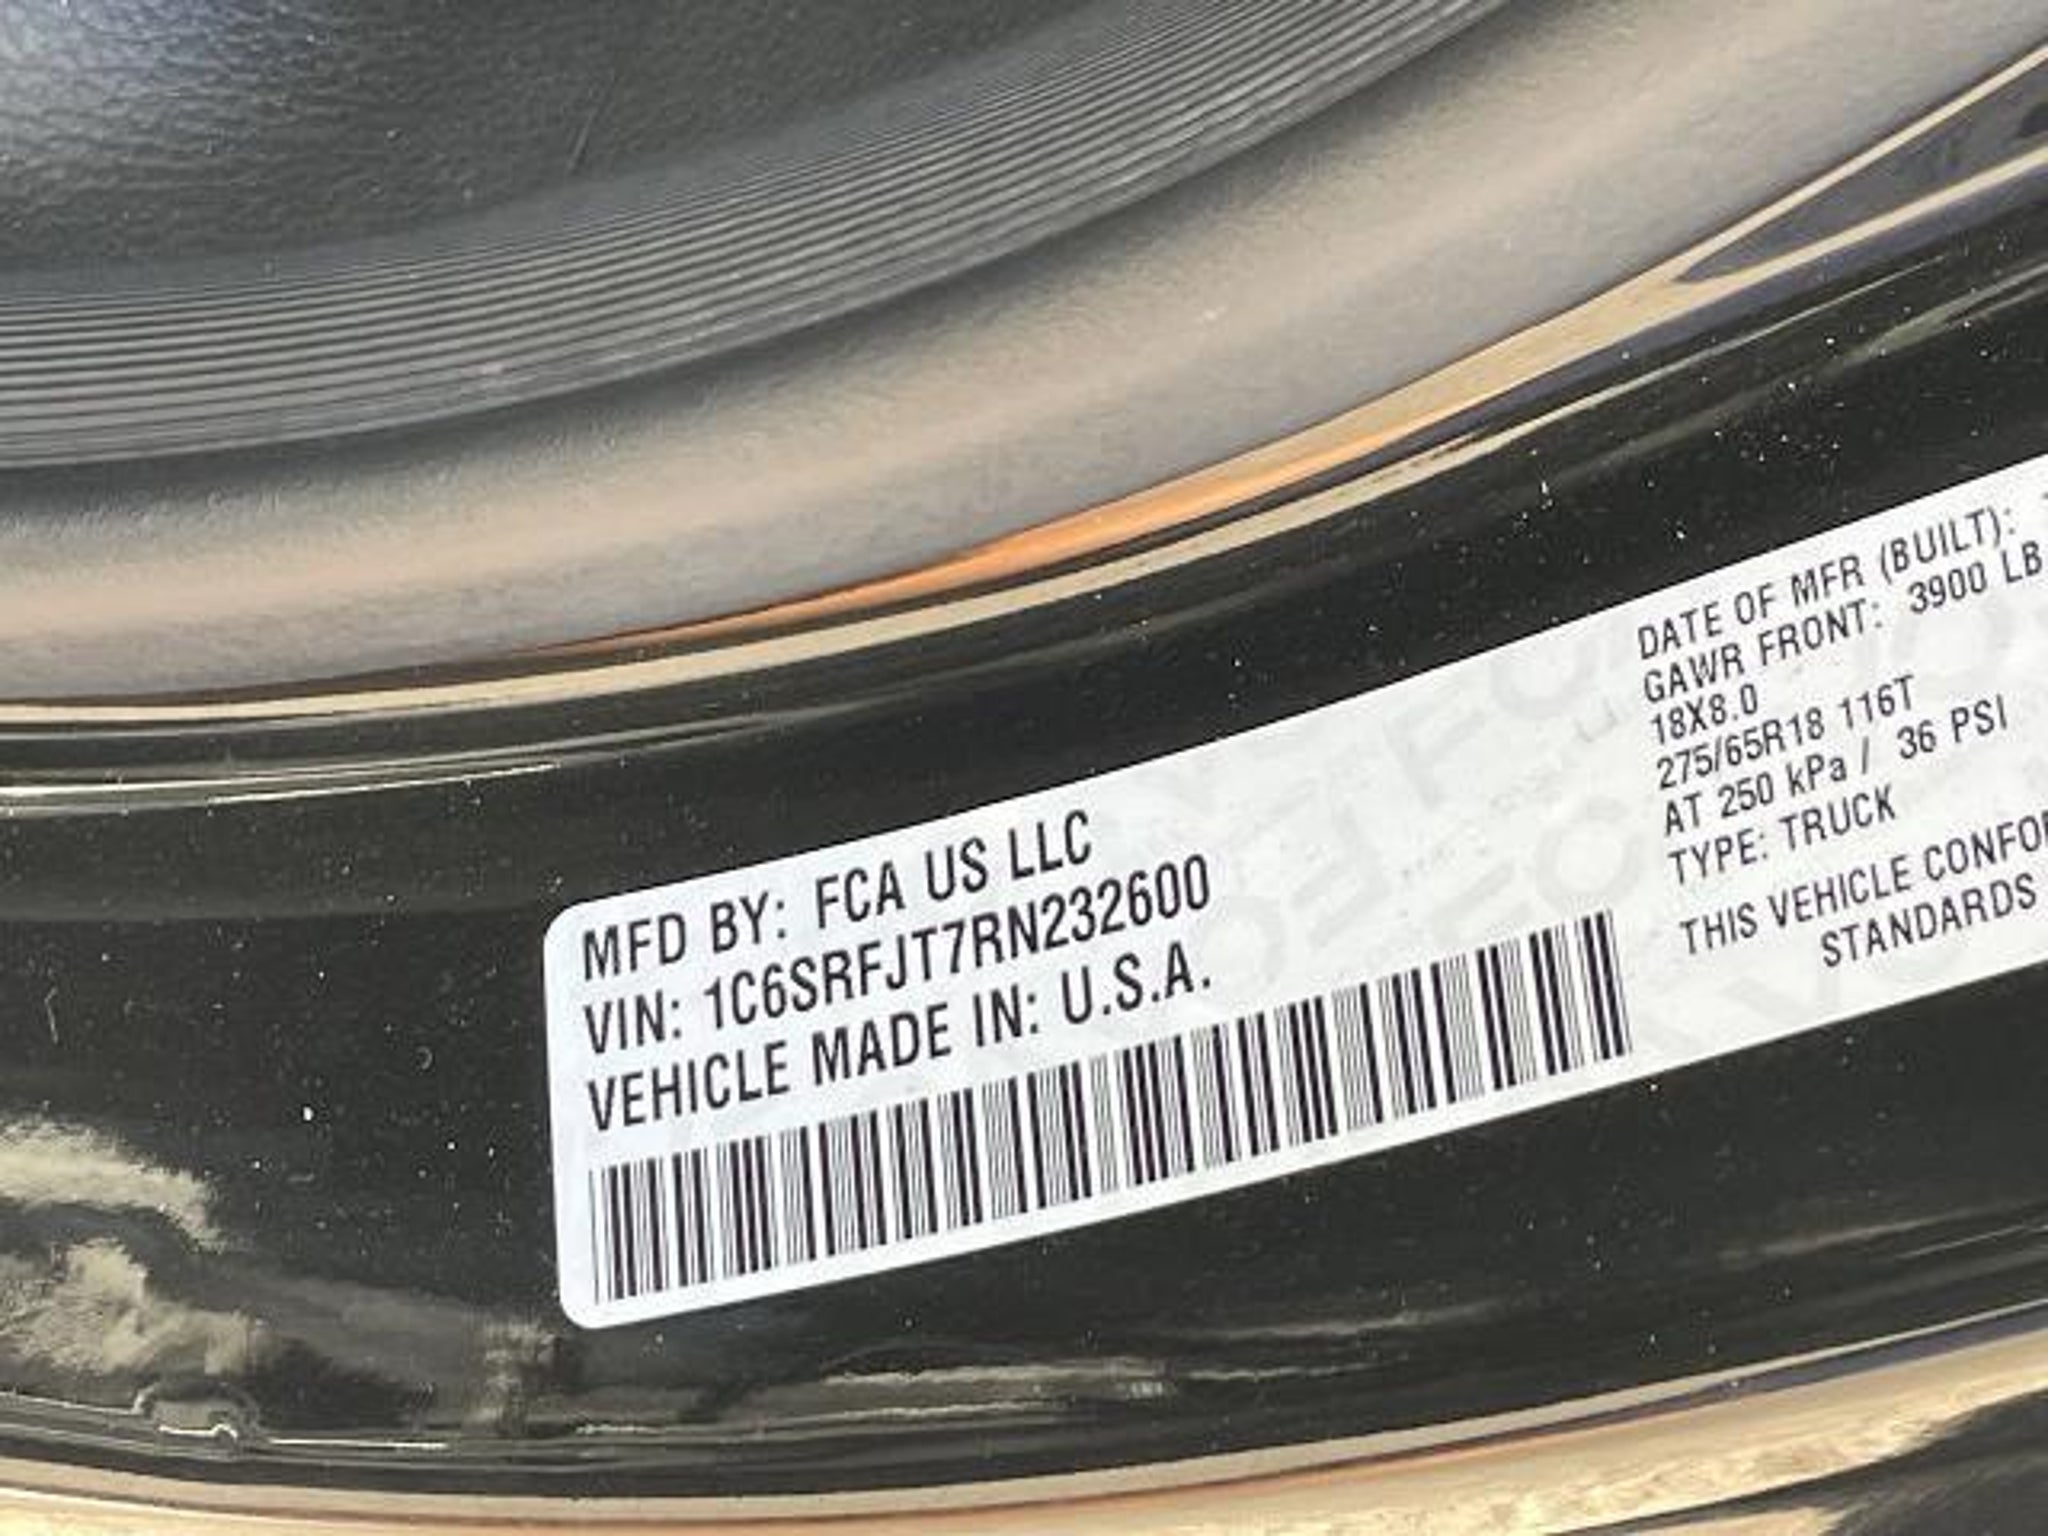 MFD BY: FCA US LLC
VIN: 1C6SRFJT7RN232600
VEHICLE MADE IN: U.S.A.
DATE OF MFR (BUILT):
GAWR FRONT: 3900 LB
18X8.0
275/65R18 116T
AT 250 kPa / 36 PSI
TYPE: TRUCK
THIS VEHICLE
STANDARDS